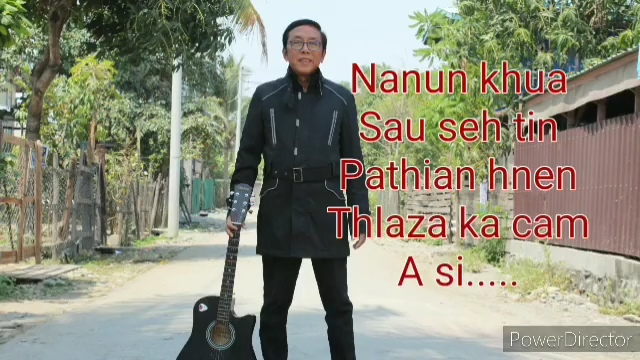 Nanun khua
Sau seh tin
Pathian hnen
Thlaza ka cam
A si.....
PowerDirector